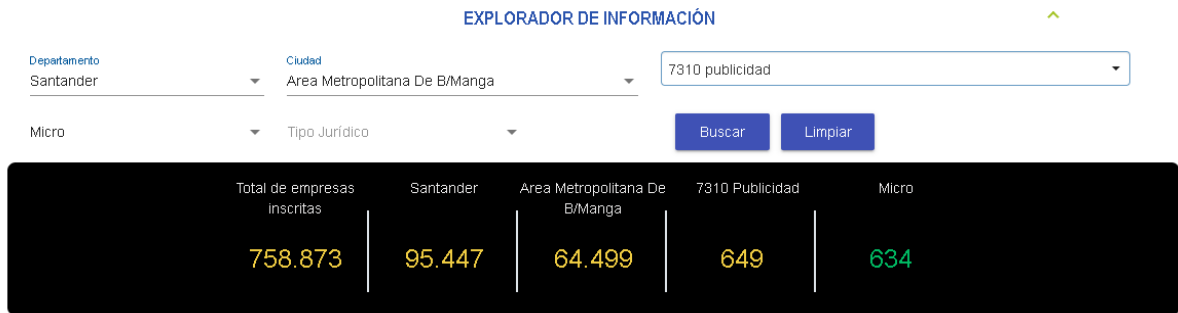 EXPLORADOR DE INFORMACIÓN
Departamento
Santander
Ciudad
Area Metropolitana De B/Manga
7310 publicidad
Micro
Tipo Jurídico
Buscar
Limpiar
Total de empresas
inscritas
758.873
Santander
95.447
Area Metropolitana De
B/Manga
64.499
7310 Publicidad
649
Micro
634